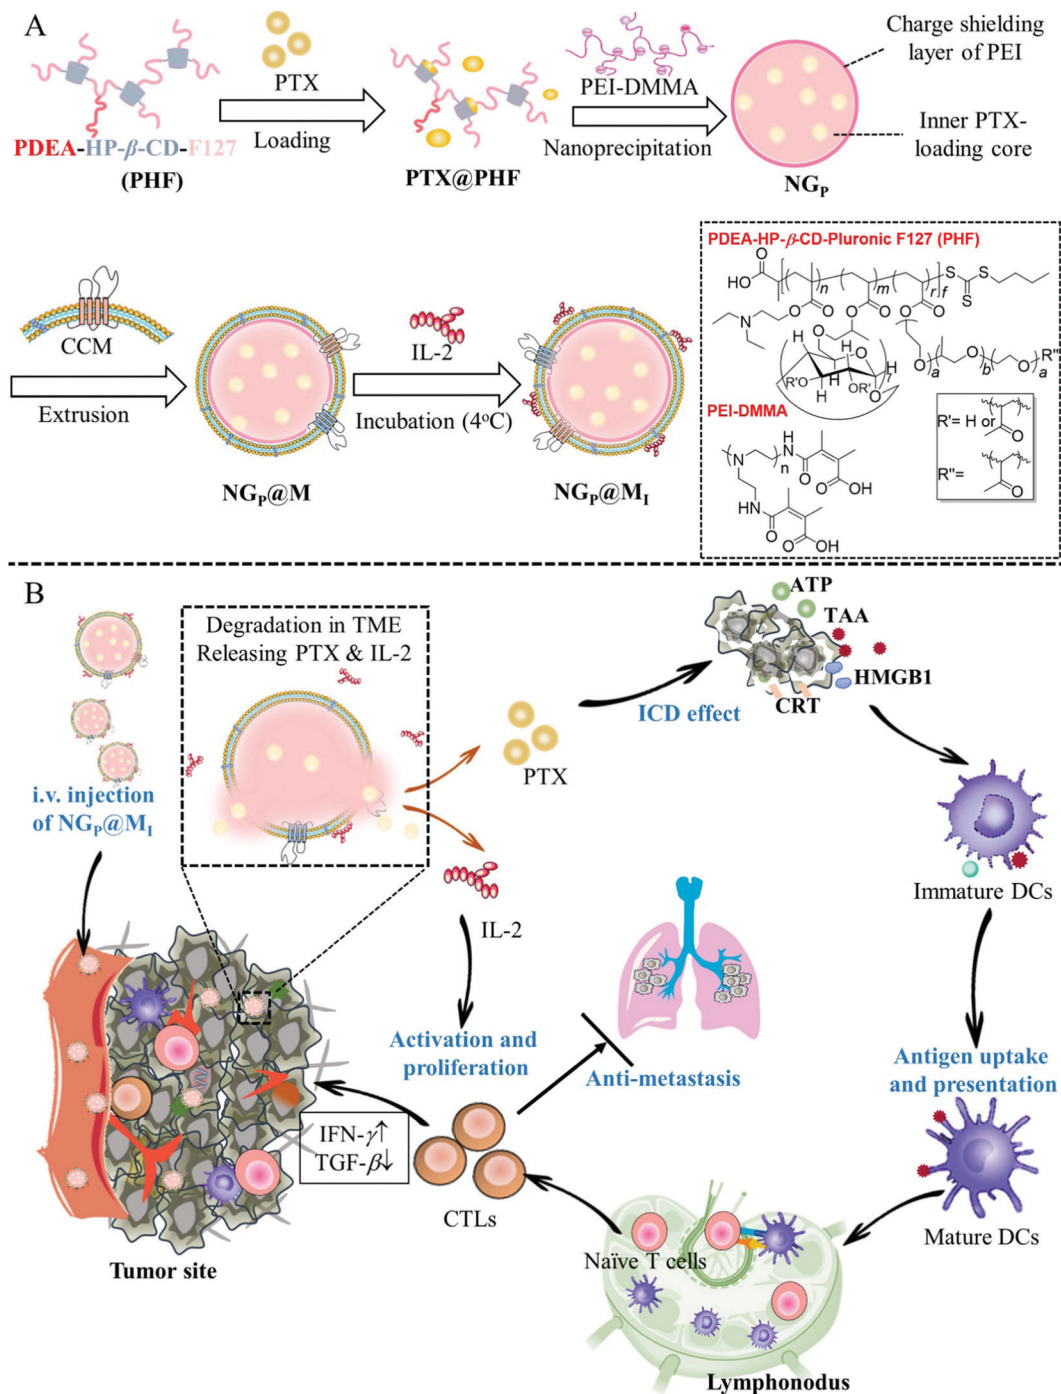 A
PTX
Loading
PDEA-HP-β-CD-F127
(PHF)
PTX@PHF
PEI-DMMA
Nanoprecipitation
NGP
Charge shielding
layer of PEI
Inner PTX-
loading core
CCM
Extrusion
NGP@M
IL-2
Incubation (4oC)
NGP@MI
PDEA-HP-β-CD-Pluronic F127 (PHF)
PEI-DMMA
R'= H or
R''=
B
i.v. injection
of NGP@MI
Degradation in TME
Releasing PTX & IL-2
PTX
IL-2
ICD effect
ATP
TAA
HMGB1
CRT
Immature DCs
Antigen uptake
and presentation
Mature DCs
Activation and
proliferation
Anti-metastasis
IFN-γ↑
TGF-β↓
CTLs
Naïve T cells
Lymphonodus
Tumor site